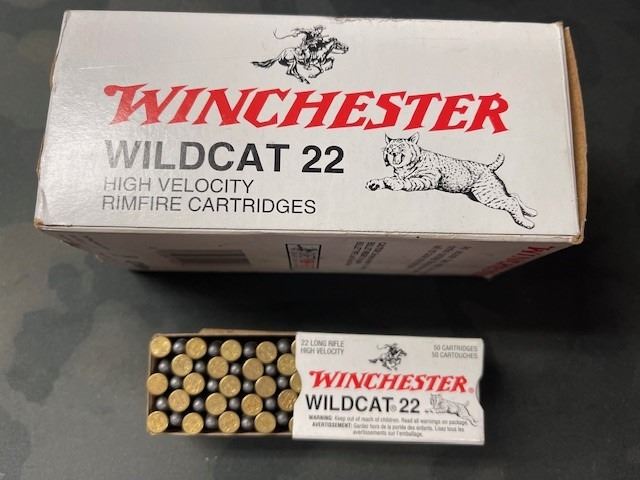 WINCHESTER
WILDCAT 22
HIGH VELOCITY
RIMFIRE CARTRIDGES
22 LONG RIFLE
HIGH VELOCITY
50 CARTRIDGES
50 CARTOUCHES
WINCHESTER®
WILDCAT® 22
WARNING: Keep out of reach of children. Read all warnings on package.
AVERTISSEMENT: Gardez hors de la portée des enfants. Lisez tous les
avertissements sur l'emballage.